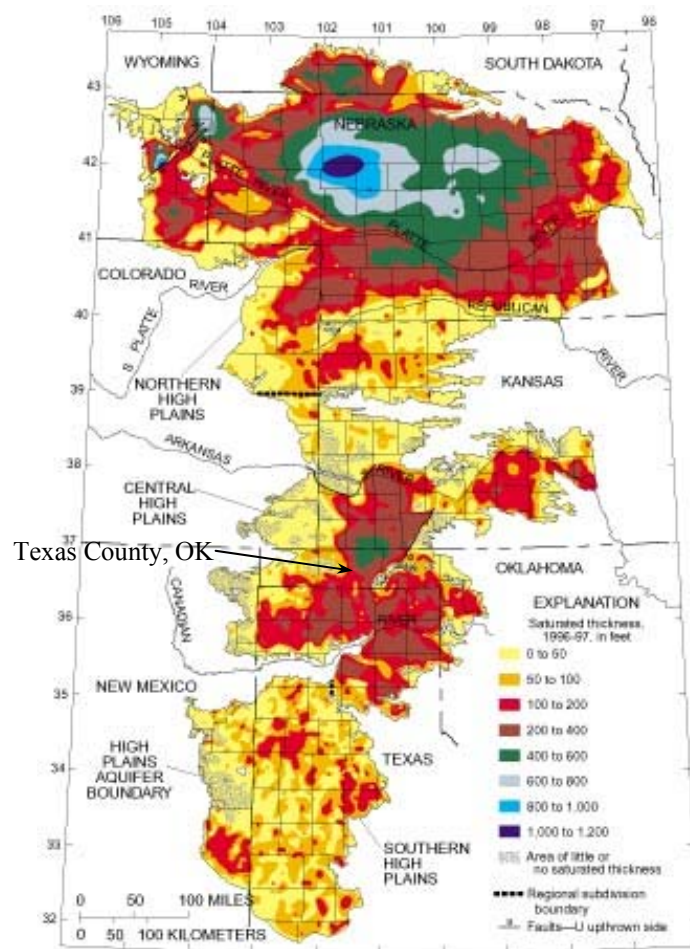 106 105 104 103 102 101 100 99 98 97 96
WYOMING
SOUTH DAKOTA
43
NEBRASKA
42
PLATTE RIVER
PLATTE
41
COLORADO
RIVER
S PLATTE
REPUBLICAN
40
RIVER
NORTHERN
HIGH
PLAINS
39
KANSAS
ARKANSAS
38
RIVER
CENTRAL
HIGH
PLAINS
37
Texas County, OK
OKLAHOMA
CANADIAN
36
RIVER
EXPLANATION
Saturated thickness,
1996-97, in feet
0 to 50
50 to 100
100 to 200
200 to 400
400 to 600
600 to 800
800 to 1,000
1,000 to 1,200
Area of little or
no saturated thickness
Regional subdivision
boundary
U
Faults—U upthrown side
35
NEW MEXICO
TEXAS
HIGH
PLAINS
AQUIFER
BOUNDARY
34
SOUTHERN
HIGH
PLAINS
33
32
0 50 100 MILES
0 50 100 KILOMETERS